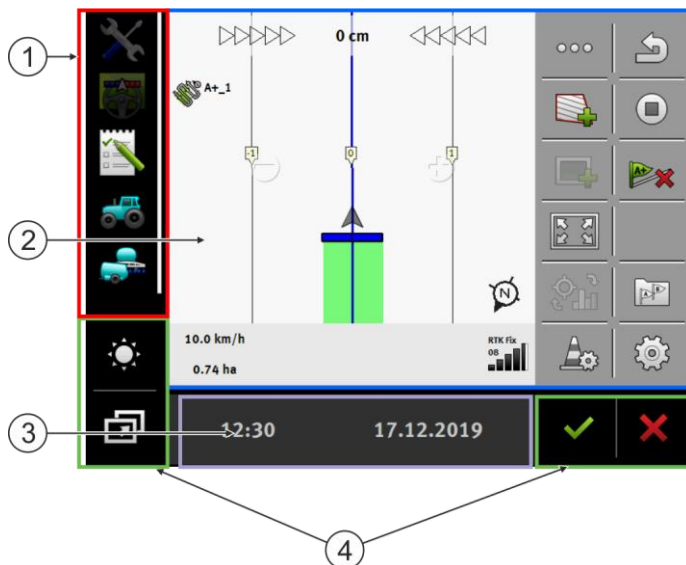 1
0 cm
A+_1
-1
0
1
A+
2
N
A B
10.0 km/h
RTK Fix
08
0.74 ha
3
12:30
17.12.2019
4